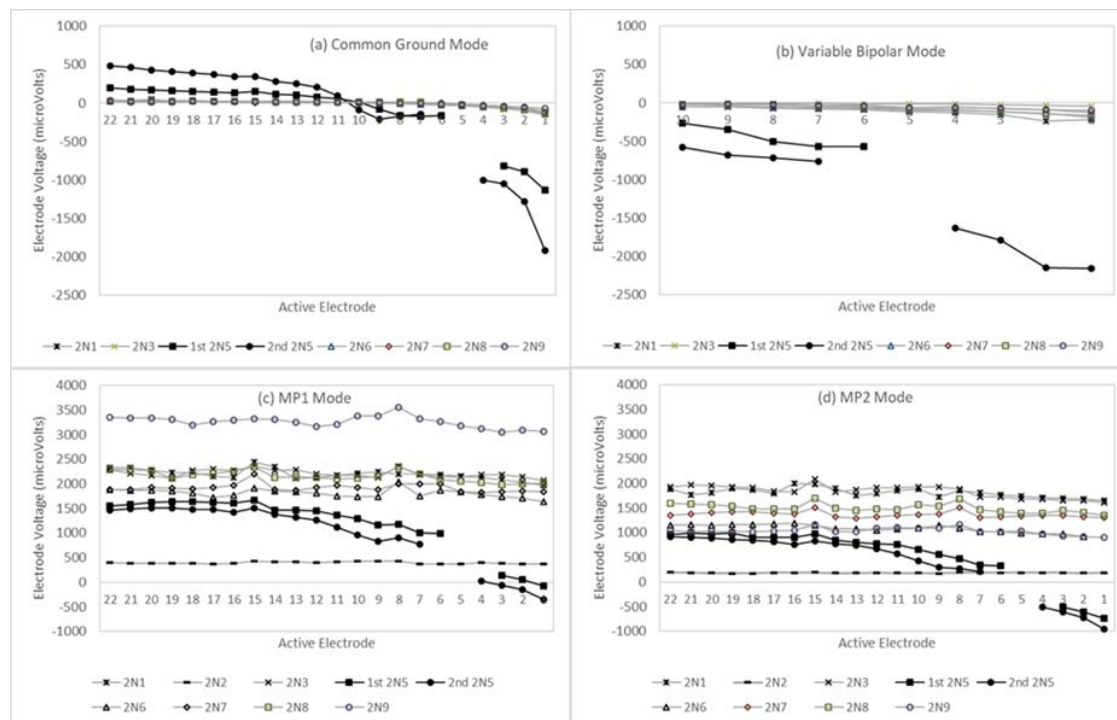 (a) Common Ground Mode
1000
500
0
-500
-1000
-1500
-2000
-2500
Electrode Voltage (microVolts)
22 21 20 19 18 17 16 15 14 13 12 11 10 9 8 7 6 5 4 3 2 1
Active Electrode
2N1 2N3 1st 2N5 2nd 2N5 2N6 2N7 2N8 2N9
(b) Variable Bipolar Mode
1000
500
0
-500
-1000
-1500
-2000
-2500
Electrode Voltage (microVolts)
10 9 8 7 6 5 4 3
Active Electrode
2N1 2N3 1st 2N5 2nd 2N5 2N6 2N7 2N8 2N9
(c) MP1 Mode
4000
3500
3000
2500
2000
1500
1000
500
0
-500
-1000
Electrode Voltage (microVolts)
22 21 20 19 18 17 16 15 14 13 12 11 10 9 8 7 6 5 4 3 2
Active Electrode
2N1 2N2 2N3 1st 2N5 2nd 2N5
2N6 2N7 2N8 2N9
(d) MP2 Mode
4000
3500
3000
2500
2000
1500
1000
500
0
-500
-1000
Electrode Voltage (microVolts)
22 21 20 19 18 17 16 15 14 13 12 11 10 9 8 7 6 5 4 3 2 1
Active Electrode
2N1 2N2 2N3 1st 2N5 2nd 2N5
2N6 2N7 2N8 2N9